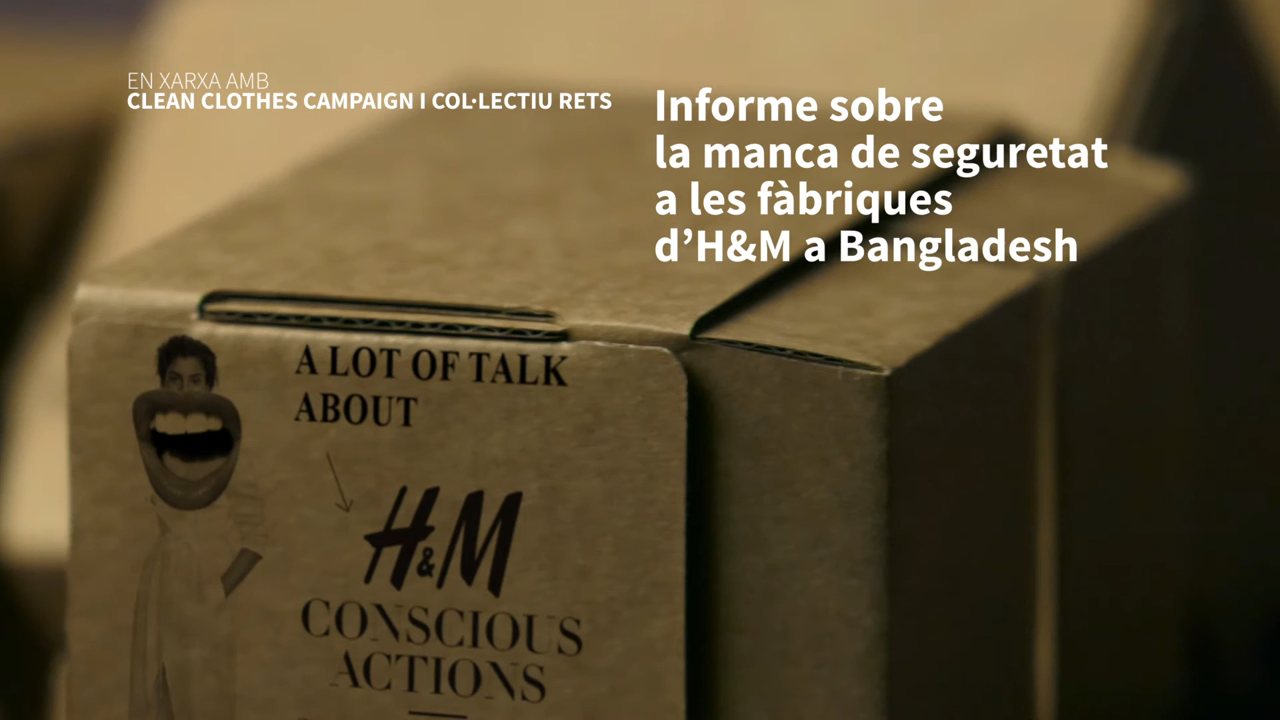 EN XARXA AMB
CLEAN CLOTHES CAMPAIGN I COL·LECTIU RETS
Informe sobre
la manca de seguretat
a les fàbriques
d’H&M a Bangladesh
A LOT OF TALK
ABOUT
H&M
CONSCIOUS
ACTIONS